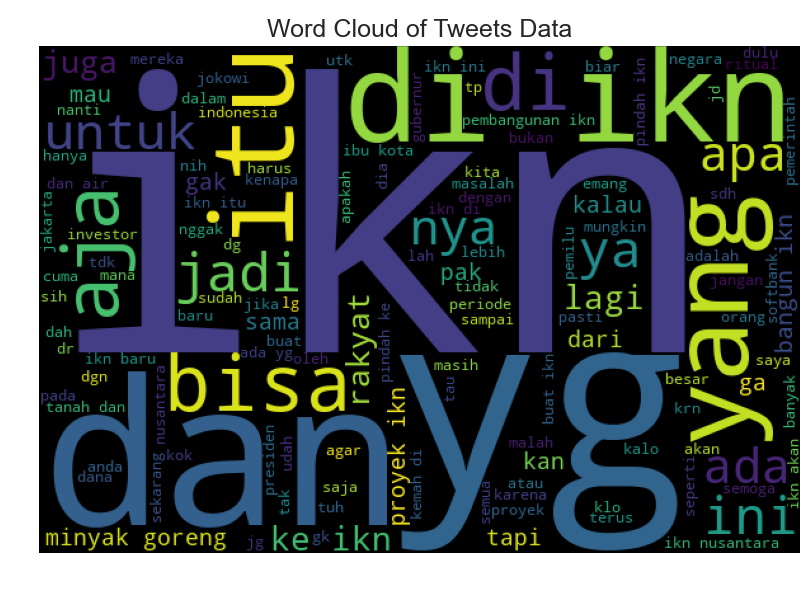 Word Cloud of Tweets Data
juga
mereka
jokowi
utk
ikn ini
biar
negara
dulu
ritual
mau
dalam
nanti
indonesia
itu
di
di
tp
ikn
gubernur
pembangunan ikn
bukan
pindah ikn
jd
pemerintah
untuk
hanya
nih
harus
ibu kota
apa
dan air
gak
kenapa
apakah
dia
kita
masalah
dengan
emang
sdh
ikn itu
ikn di
kalau
jakarta
aja
investor
nggak
dg
nya
lah
lebih
mungkin
pemilu
ya
yang
adalah
softbank
bangun ikn
tdk
cuma
mana
jadi
pak
tidak
jangan
sih
sudah
jika
lg
periode
lagi
ikn
dah
baru
sama
sampai
pasti
orang
dr
buat
rakyat
dari
ikn baru
ada yg
oleh
pindah ke
masih
saya
dgn
bisa
tau
buat ikn
besar
ga
pada
tanah dan
nusantara
proyek ikn
krn
ikn akan banyak
dan
yg
malah
akan
kok
agar
kalo
anda
dana
sekarang
presiden
udah
kemah di
kan
ada
semoga
saja
semua
atau
karena
seperti
tak
tuh
proyek
klo
terus
ini
minyak goreng
jg
ke ikn
gk
tapi
ikn nusantara